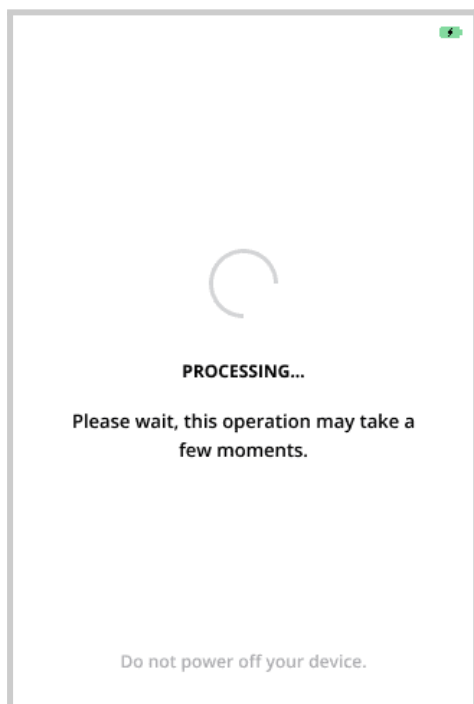 PROCESSING...
Please wait, this operation may take a
few moments.
Do not power off your device.